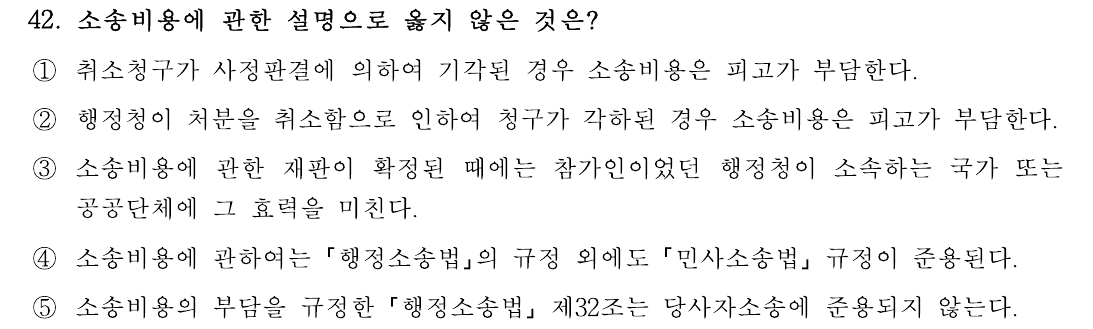 42. 소송비용에 관한 설명으로 옳지 않은 것은?
① 취소청구가 사정판결에 의하여 기각된 경우 소송비용은 피고가 부담한다.
② 행정청이 처분을 취소함으로 인하여 청구가 각하된 경우 소송비용은 피고가 부담한다.
③ 소송비용에 관한 재판이 확정된 때에는 참가인이었던 행정청이 소속하는 국가 또는
공공단체에 그 효력을 미친다.
④ 소송비용에 관하여는 「행정소송법」의 규정 외에도 「민사소송법」 규정이 준용된다.
⑤ 소송비용의 부담을 규정한 「행정소송법」 제32조는 당사자소송에 준용되지 않는다.